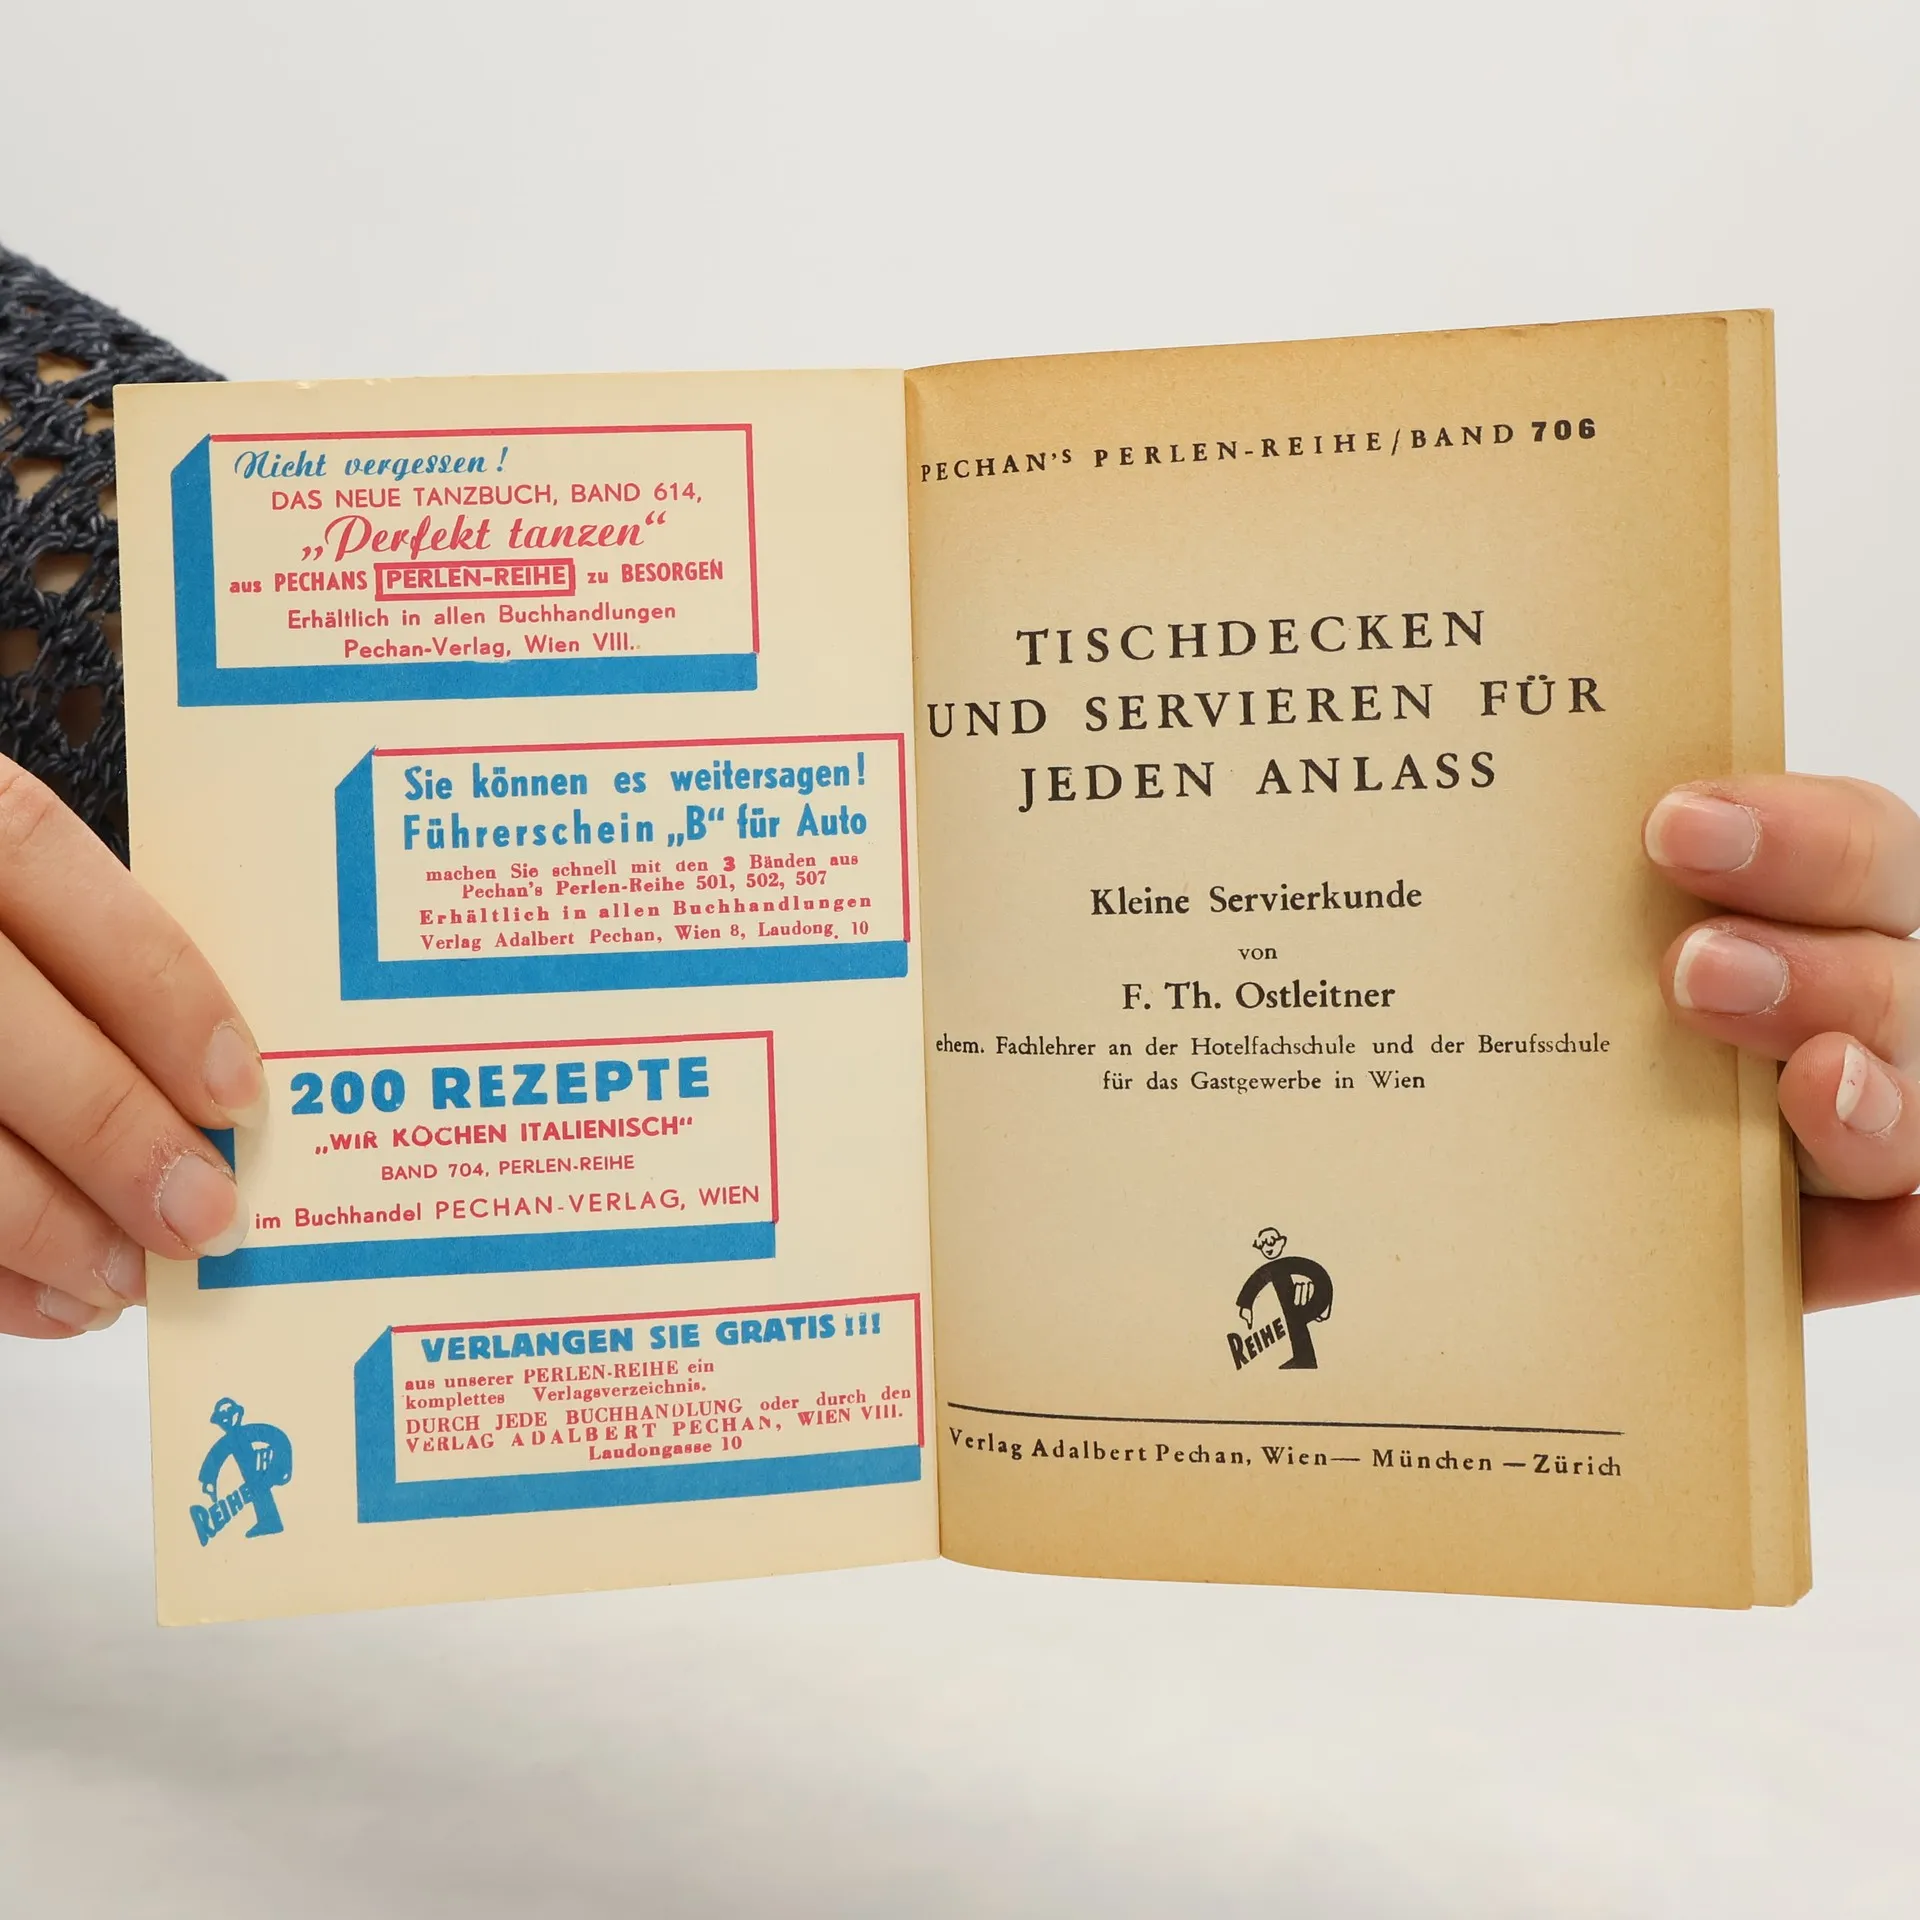 Nicht vergessen!
DAS NEUE TANZBUCH, BAND 614,
„Perfekt tanzen“
aus PECHANS PERLEN-REIHE zu BESORGEN
Erhältlich in allen Buchhandlungen
Pechan-Verlag, Wien VIII.
Sie können es weitersagen!
Führerschein „B“ für Auto
machen Sie schnell mit den 3 Bänden aus
Pechan's Perlen-Reihe 501, 502, 507
Erhältlich in allen Buchhandlungen
Verlag Adalbert Pechan, Wien 8, Laudong. 10
200 REZEPTE
„WIR KOCHEN ITALIENISCH“
BAND 704, PERLEN-REIHE
im Buchhandel PECHAN-VERLAG, WIEN
VERLANGEN SIE GRATIS!!!
aus unserer PERLEN-REIHE ein
komplettes Verlagsverzeichnis.
DURCH JEDE BUCHHANDLUNG oder durch den
VERLAG ADALBERT PECHAN, WIEN VIII.
Laudongasse 10
REIHE P
PECHAN'S PERLEN-REIHE/BAND 706
TISCHDECKEN
UND SERVIEREN FÜR
JEDEN ANLASS
Kleine Servierkunde
von
F. Th. Ostleitner
ehem. Fachlehrer an der Hotelfachschule und der Berufsschule
für das Gastgewerbe in Wien
REIHE P
Verlag Adalbert Pechan, Wien— München —Zürich